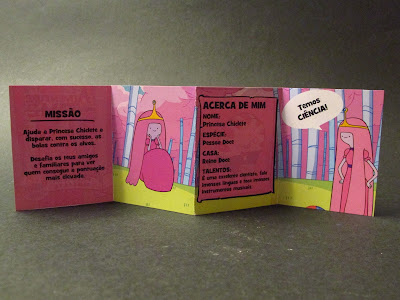 MISSÃO
Ajuda a Princesa Chiclete a
disparar, com sucesso, os
bolos contra os alvos.
Desafia os teus amigos
e familiares para ver
quem consegue a pontuação
mais elevada.
ACERCA DE MIM
NOME:
Princesa Chiclete
ESPÉCIE:
Pessoa Doce
CASA:
Reino Doce
TALENTOS:
É uma excelente cientista, fala
imensas línguas e toca imensos
instrumentos musicais.
Temos
CIÊNCIA!